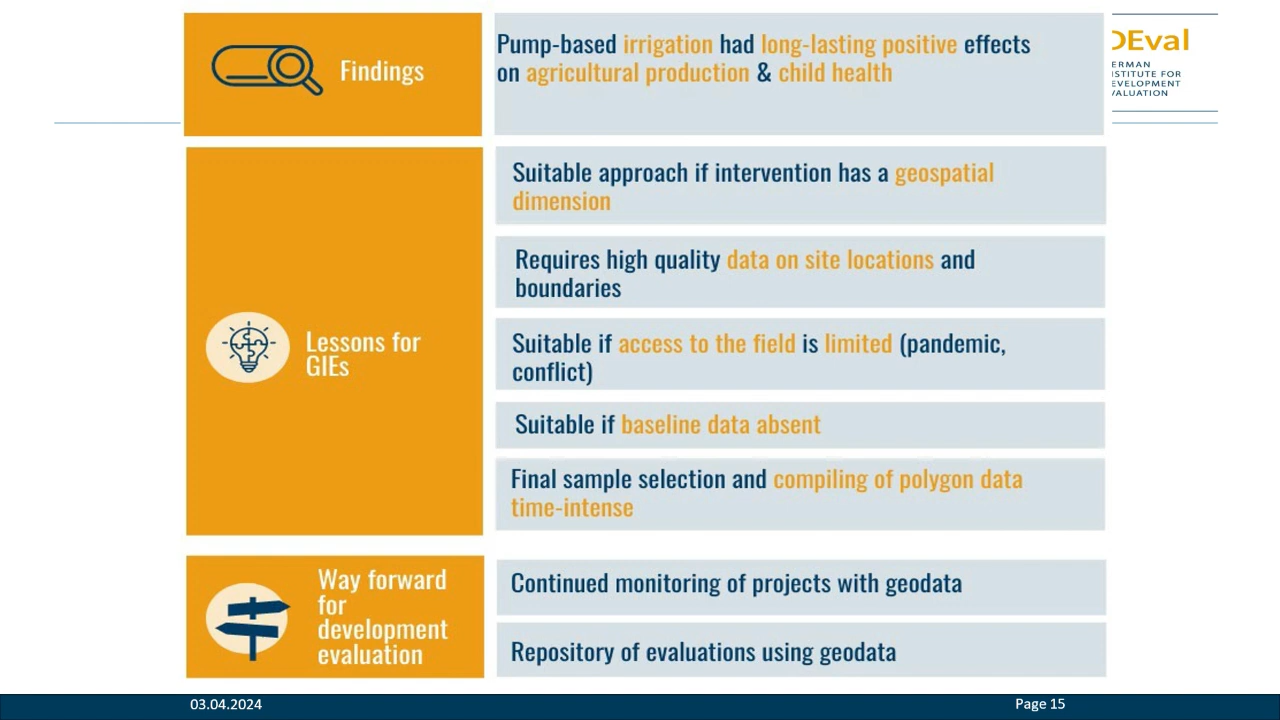 Findings
Pump-based irrigation had long-lasting positive effects
on agricultural production & child health
DEval
ERMAN
STITUTE FOR
EVELOPMENT
VALUATION
Lessons for
GIEs
Suitable approach if intervention has a geospatial
dimension
Requires high quality data on site locations and
boundaries
Suitable if access to the field is limited (pandemic,
conflict)
Suitable if baseline data absent
Final sample selection and compiling of polygon data
time-intense
Way forward
for
development
evaluation
Continued monitoring of projects with geodata
Repository of evaluations using geodata
03.04.2024
Page 15